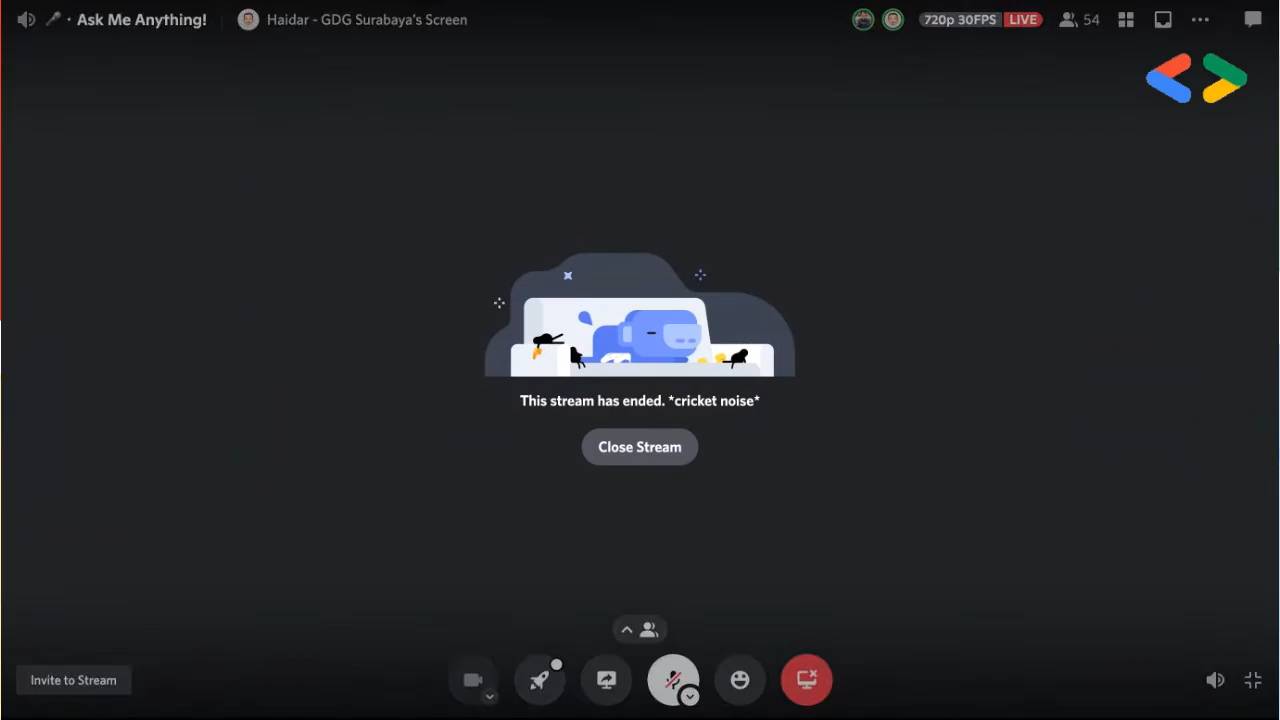 Ask Me Anything!
Haidar - GDG Surabaya's Screen
720p 30FPS LIVE
54
This stream has ended. *cricket noise*
Close Stream
Invite to Stream